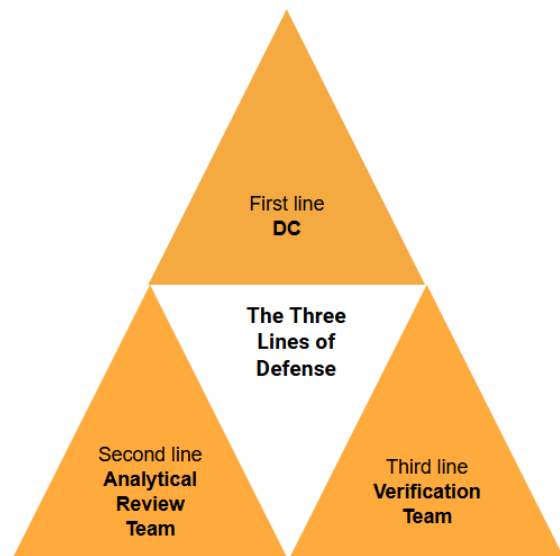 First line
DC
The Three
Lines of
Defense
Second line
Analytical
Review
Team
Third line
Verification
Team